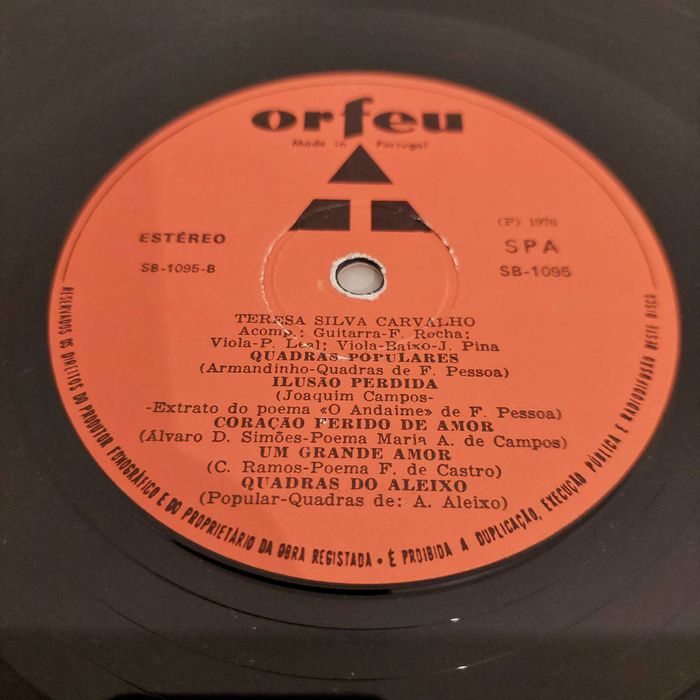 orfeu
Made in Portugal
ESTÉREO
SB-1095-B
(P) 1976
SPA
SB-1095
TERESA SILVA CARVALHO
Acomp.: Guitarra-F. Rocha;
Viola-P. Leal; Viola-Baixo-J. Pina
QUADRAS POPULARES
(Armandinho-Quadras de F. Pessoa)
ILUSÃO PERDIDA
(Joaquim Campos-
-Extrato do poema «O Andaime» de F. Pessoa)
CORAÇÃO FERIDO DE AMOR
(Álvaro D. Simões-Poema Maria A. de Campos)
UM GRANDE AMOR
(C. Ramos-Poema F. de Castro)
QUADRAS DO ALEIXO
(Popular-Quadras de: A. Aleixo)
RESERVADOS OS DIREITOS DO PRODUTOR FONOGRÁFICO E DO PROPRIETÁRIO DA OBRA REGISTADA • É PROIBIDA A DUPLICAÇÃO, EXECUÇÃO PÚBLICA E RADIODIFUSÃO DESTE DISCO